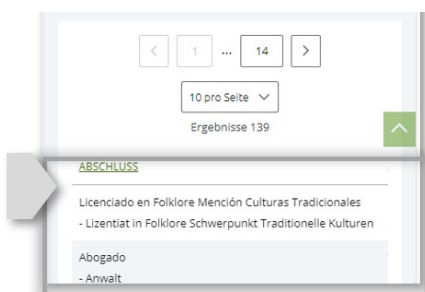 1 ... 14
10 pro Seite
Ergebnisse 139
ABSCHLUSS
Licenciado en Folklore Mención Culturas Tradicionales
- Lizentiat in Folklore Schwerpunkt Traditionelle Kulturen
Abogado
- Anwalt